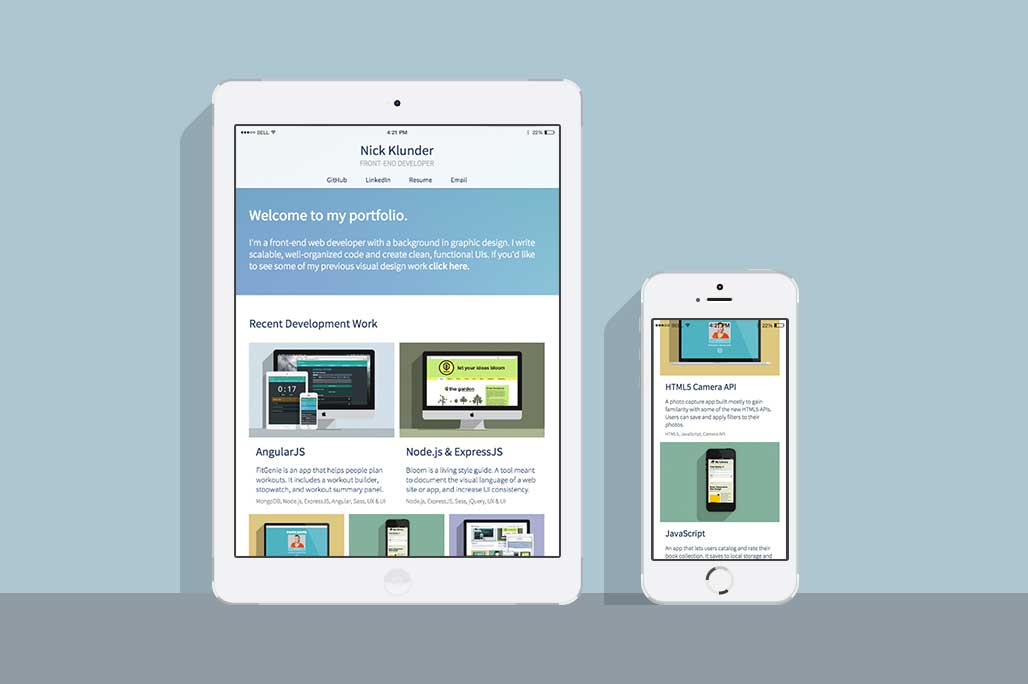 BELL
4:21 PM
22%
Nick Klunder
FRONT-END DEVELOPER
GitHub LinkedIn Resume Email
Welcome to my portfolio.
I'm a front-end web developer with a background in graphic design. I write
scalable, well-organized code and create clean, functional UIs. If you'd like
to see some of my previous visual design work click here.
Recent Development Work
0:17
let your ideas bloom
the garden
AngularJS
FitGenie is an app that helps people plan
workouts. It includes a workout builder,
stopwatch, and workout summary panel.
MongoDB, Node.js, ExpressJS, Angular, Sass, UX & UI
Node.js & ExpressJS
Bloom is a living style guide. A tool meant
to document the visual language of a web
site or app, and increase UI consistency.
Node.js, ExpressJS, Sass, jQuery, UX & UI
BELL
4:21 PM
22%
HTML5 Camera API
A photo capture app built mostly to gain
familarity with some of the new HTML5 APIs.
Users can save and apply filters to their
photos.
HTML5, JavaScript, Camera API
JavaScript
An app that lets users catalog and rate their
book collection. It saves to local storage and